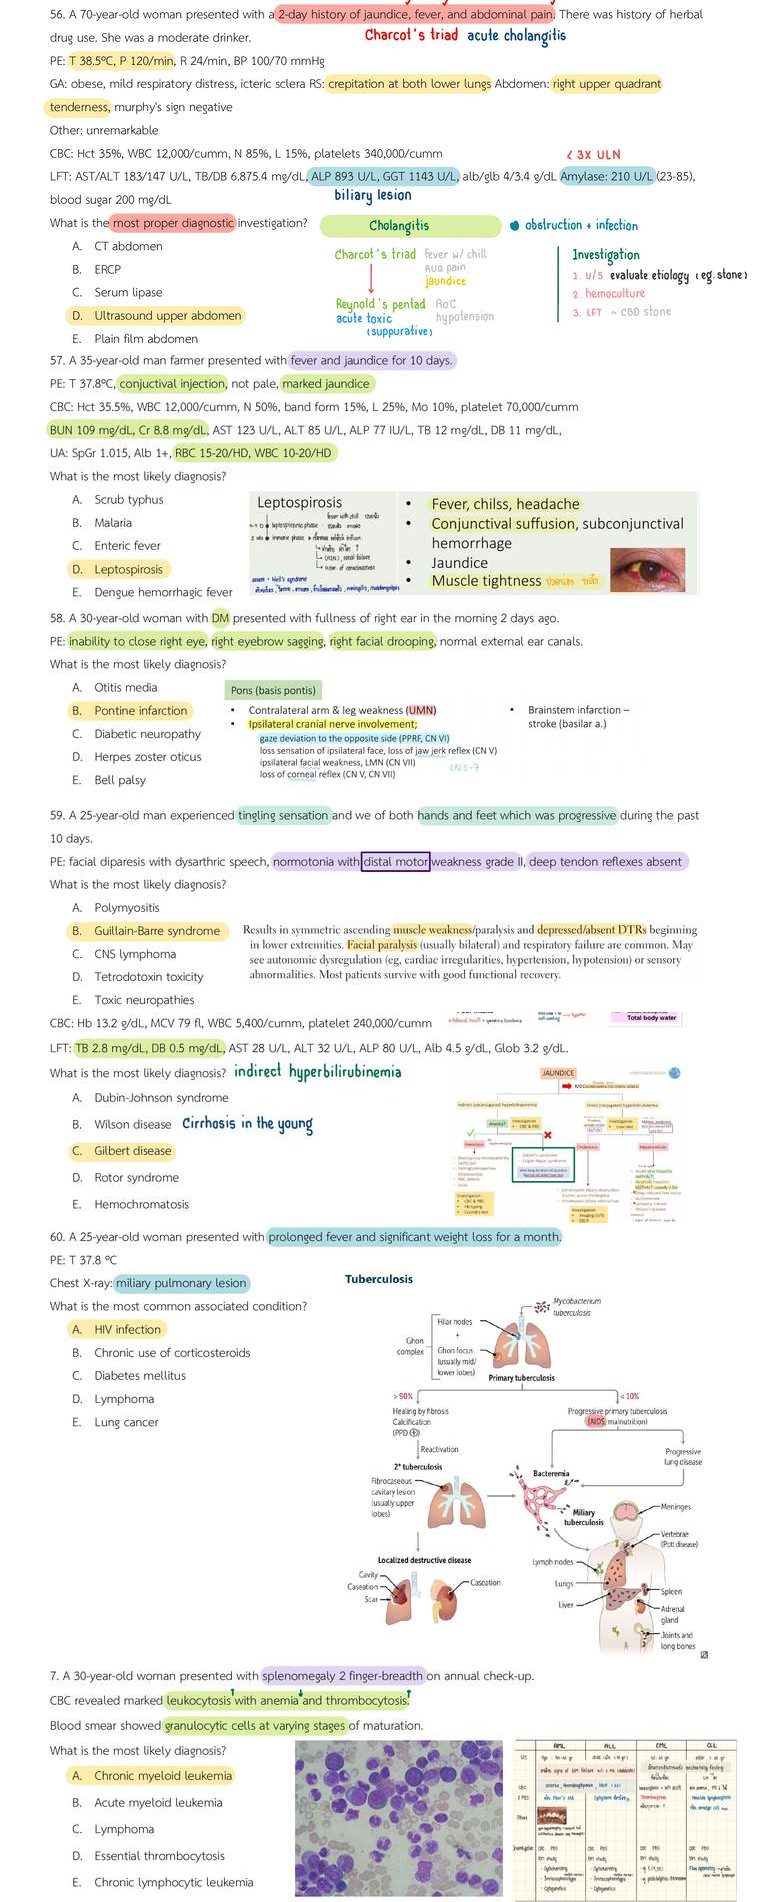 56. A 70-year-old woman presented with a 2-day history of jaundice, fever, and abdominal pain. There was history of herbal
drug use. She was a moderate drinker.
Charcot's triad acute cholangitis
PE: T 38.5ºC, P 120/min, R 24/min, BP 100/70 mmHg
GA: obese, mild respiratory distress, icteric sclera RS: crepitation at both lower lungs Abdomen: right upper quadrant
tenderness, murphy's sign negative
Other: unremarkable
CBC: Hct 35%, WBC 12,000/cumm, N 85%, L 15%, platelets 340,000/cumm
< 3X ULN
LFT: AST/ALT 183/147 U/L, TB/DB 6.875.4 mg/dL, ALP 893 U/L, GGT 1143 U/L, alb/glb 4/3.4 g/dL Amylase: 210 U/L (23-85),
blood sugar 200 mg/dL
biliary lesion
What is the most proper diagnostic investigation?
A. CT abdomen
B. ERCP
C. Serum lipase
D. Ultrasound upper abdomen
E. Plain film abdomen
Cholangitis
obstruction + infection
Charcot's triad
fever w/ chill
RUQ pain
jaundice
Reynold's pentad
AoC
hypotension
acute toxic
(suppurative)
Investigation
1. U/S evaluate etiology (eg. stone)
2. hemoculture
3. LFT ~ CBD stone
57. A 35-year-old man farmer presented with fever and jaundice for 10 days.
PE: T 37.8ºC, conjuctival injection, not pale, marked jaundice
CBC: Hct 35.5%, WBC 12,000/cumm, N 50%, band form 15%, L 25%, Mo 10%, platelet 70,000/cumm
BUN 109 mg/dL, Cr 8.8 mg/dL, AST 123 U/L, ALT 85 U/L, ALP 77 IU/L, TB 12 mg/dL, DB 11 mg/dL,
UA: SpGr 1.015, Alb 1+, RBC 15-20/HD, WBC 10-20/HD
What is the most likely diagnosis?
A. Scrub typhus
B. Malaria
C. Enteric fever
D. Leptospirosis
E. Dengue hemorrhagic fever
Leptospirosis
• Fever, chilss, headache
• Conjunctival suffusion, subconjunctival
hemorrhage
• Jaundice
• Muscle tightness
58. A 30-year-old woman with DM presented with fullness of right ear in the morning 2 days ago.
PE: inability to close right eye, right eyebrow sagging, right facial drooping, normal external ear canals.
What is the most likely diagnosis?
A. Otitis media
B. Pontine infarction
C. Diabetic neuropathy
D. Herpes zoster oticus
E. Bell palsy
Pons (basis pontis)
• Contralateral arm & leg weakness (UMN)
• Ipsilateral cranial nerve involvement;
gaze deviation to the opposite side (PPRF, CN VI)
loss sensation of ipsilateral face, loss of jaw jerk reflex (CN V)
ipsilateral facial weakness, LMN (CN VII)
loss of corneal reflex (CN V, CN VII)
CN 5-7
• Brainstem infarction –
stroke (basilar a.)
59. A 25-year-old man experienced tingling sensation and we of both hands and feet which was progressive during the past
10 days.
PE: facial diparesis with dysarthric speech, normotonia with distal motor weakness grade II, deep tendon reflexes absent
What is the most likely diagnosis?
A. Polymyositis
B. Guillain-Barre syndrome
C. CNS lymphoma
D. Tetrodotoxin toxicity
E. Toxic neuropathies
Results in symmetric ascending muscle weakness/paralysis and depressed/absent DTRs beginning
in lower extremities. Facial paralysis (usually bilateral) and respiratory failure are common. May
see autonomic dysregulation (eg, cardiac irregularities, hypertension, hypotension) or sensory
abnormalities. Most patients survive with good functional recovery.
CBC: Hb 13.2 g/dL, MCV 79 fl, WBC 5,400/cumm, platelet 240,000/cumm
Total body water
LFT: TB 2.8 mg/dL, DB 0.5 mg/dL, AST 28 U/L, ALT 32 U/L, ALP 80 U/L, Alb 4.5 g/dL, Glob 3.2 g/dL.
What is the most likely diagnosis? indirect hyperbilirubinemia
A. Dubin-Johnson syndrome
B. Wilson disease Cirrhosis in the young
C. Gilbert disease
D. Rotor syndrome
E. Hemochromatosis
JAUNDICE
60. A 25-year-old woman presented with prolonged fever and significant weight loss for a month.
PE: T 37.8 ºC
Chest X-ray: miliary pulmonary lesion
Tuberculosis
What is the most common associated condition?
A. HIV infection
B. Chronic use of corticosteroids
C. Diabetes mellitus
D. Lymphoma
E. Lung cancer
Mycobacterium
tuberculosis
Hilar nodes
+
Ghon focus
(usually mid/
lower lobes)
Ghon
complex
Primary tuberculosis
> 90%
< 10%
Healing by fibrosis
Calcification
(PPD ⊕)
Progressive primary tuberculosis
(AIDS, malnutrition)
Reactivation
Progressive
lung disease
2° tuberculosis
Bacteremia
Fibrocaseous
cavitary lesion
(usually upper
lobes)
Miliary
tuberculosis
Meninges
Vertebrae
(Pott disease)
Localized destructive disease
Lymph nodes
Cavity
Caseation
Scar
Caseation
Lungs
Liver
Spleen
Adrenal
gland
Joints and
long bones
7. A 30-year-old woman presented with splenomegaly 2 finger-breadth on annual check-up.
CBC revealed marked leukocytosis↑ with anemia↓ and thrombocytosis.↑
Blood smear showed granulocytic cells at varying stages of maturation.
What is the most likely diagnosis?
A. Chronic myeloid leukemia
B. Acute myeloid leukemia
C. Lymphoma
D. Essential thrombocytosis
E. Chronic lymphocytic leukemia
AML
ALL
CML
CLL